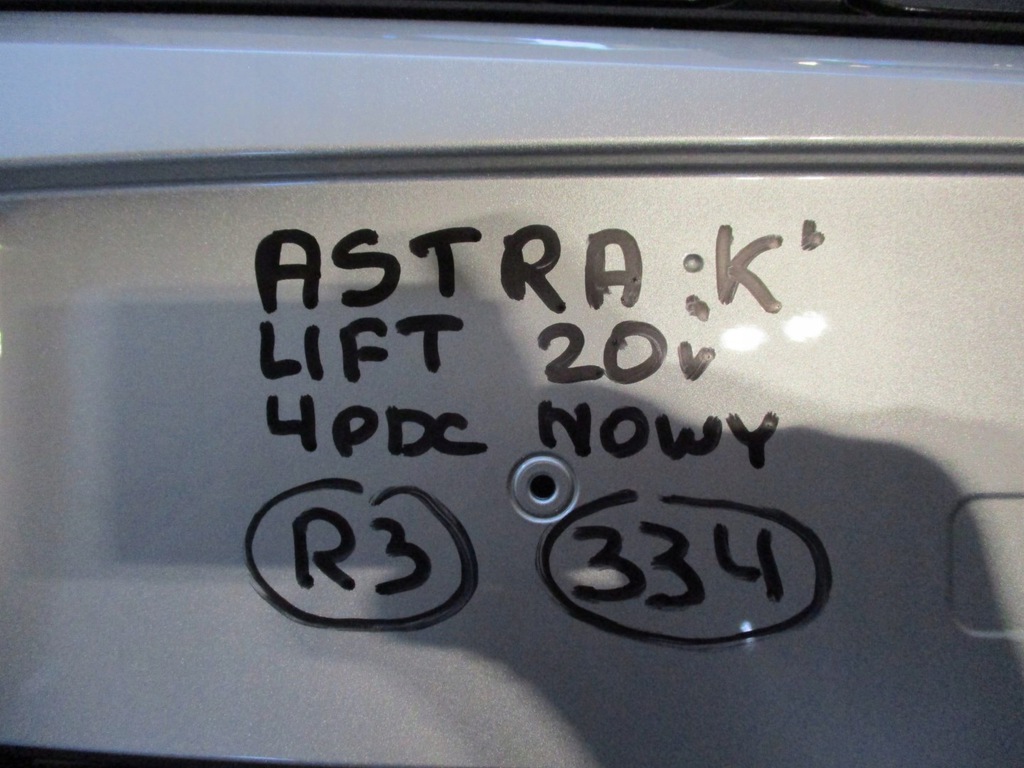 ASTRA :K'
LIFT 20v
4PDC NOWY
R3 334